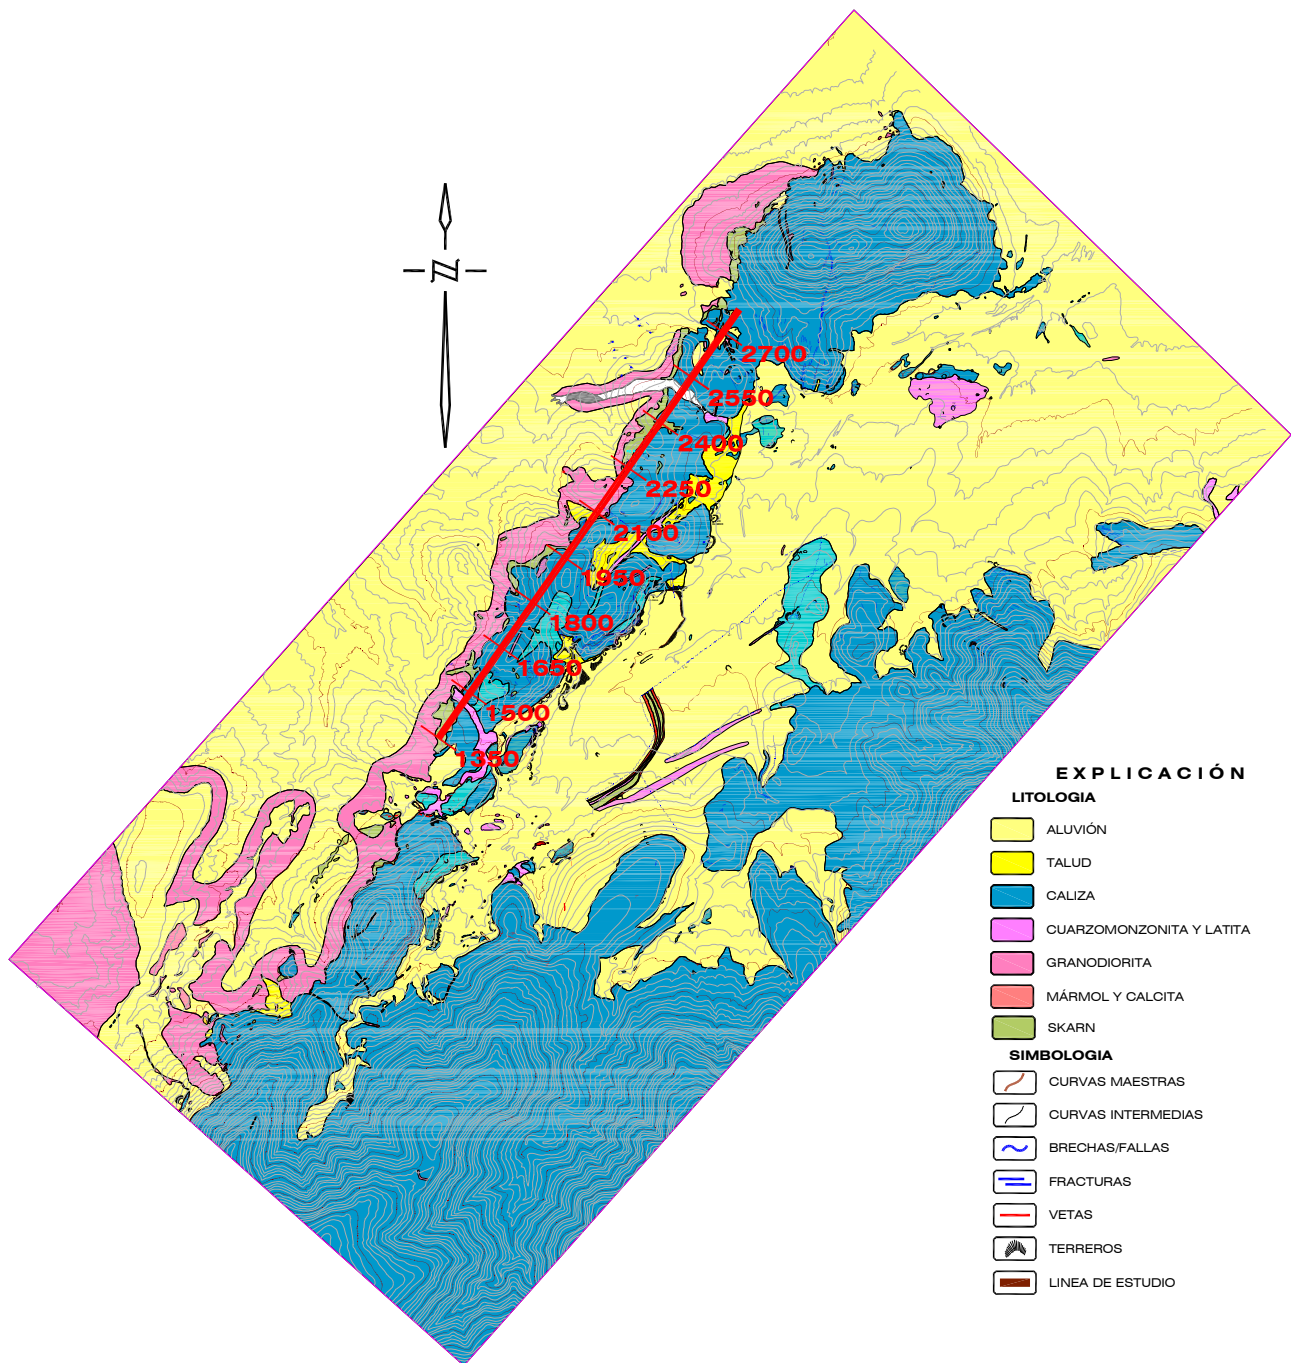 N
2700
2550
2400
2250
2100
1950
1800
1650
1500
1350
EXPLICACIÓN
LITOLOGIA
ALUVIÓN
TALUD
CALIZA
CUARZOMONZONITA Y LATITA
GRANODIORITA
MÁRMOL Y CALCITA
SKARN
SIMBOLOGIA
CURVAS MAESTRAS
CURVAS INTERMEDIAS
BRECHAS/FALLAS
FRACTURAS
VETAS
TERREROS
LINEA DE ESTUDIO